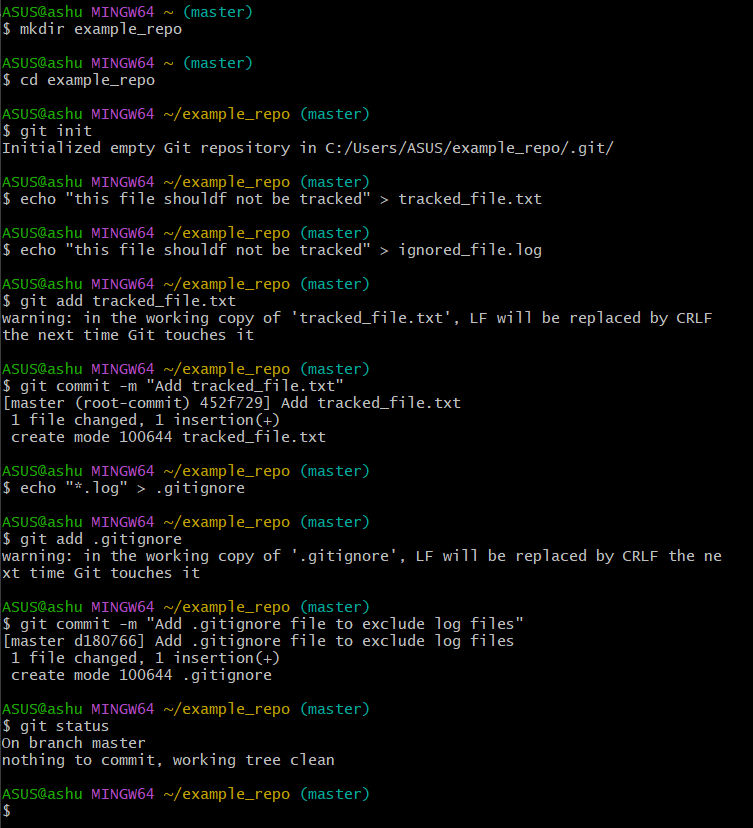 ASUS@ashu MINGW64 ~ (master)
$ mkdir example_repo
ASUS@ashu MINGW64 ~ (master)
$ cd example_repo
ASUS@ashu MINGW64 ~/example_repo (master)
$ git init
Initialized empty Git repository in C:/Users/ASUS/example_repo/.git/
ASUS@ashu MINGW64 ~/example_repo (master)
$ echo "this file shouldf not be tracked" > tracked_file.txt
ASUS@ashu MINGW64 ~/example_repo (master)
$ echo "this file shouldf not be tracked" > ignored_file.log
ASUS@ashu MINGW64 ~/example_repo (master)
$ git add tracked_file.txt
warning: in the working copy of 'tracked_file.txt', LF will be replaced by CRLF
the next time Git touches it
ASUS@ashu MINGW64 ~/example_repo (master)
$ git commit -m "Add tracked_file.txt"
[master (root-commit) 452f729] Add tracked_file.txt
1 file changed, 1 insertion(+)
create mode 100644 tracked_file.txt
ASUS@ashu MINGW64 ~/example_repo (master)
$ echo "*.log" > .gitignore
ASUS@ashu MINGW64 ~/example_repo (master)
$ git add .gitignore
warning: in the working copy of '.gitignore', LF will be replaced by CRLF the ne
xt time Git touches it
ASUS@ashu MINGW64 ~/example_repo (master)
$ git commit -m "Add .gitignore file to exclude log files"
[master d180766] Add .gitignore file to exclude log files
1 file changed, 1 insertion(+)
create mode 100644 .gitignore
ASUS@ashu MINGW64 ~/example_repo (master)
$ git status
On branch master
nothing to commit, working tree clean
ASUS@ashu MINGW64 ~/example_repo (master)
$